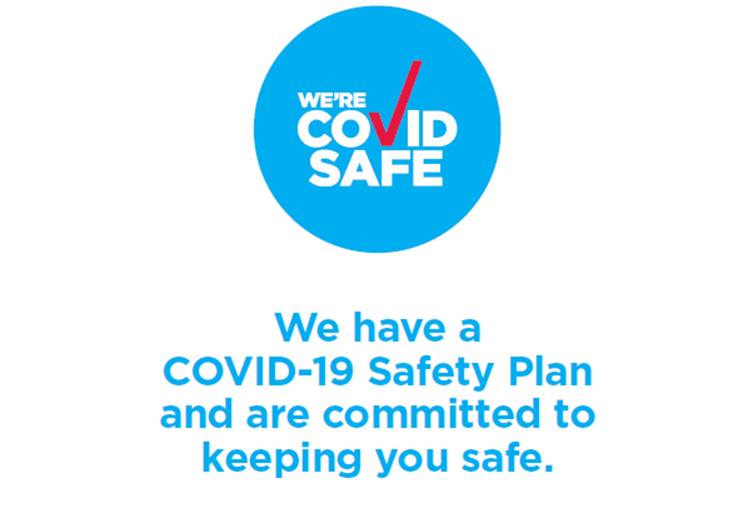 WE'RE
COVID
SAFE
We have a
COVID-19 Safety Plan
and are committed to
keeping you safe.